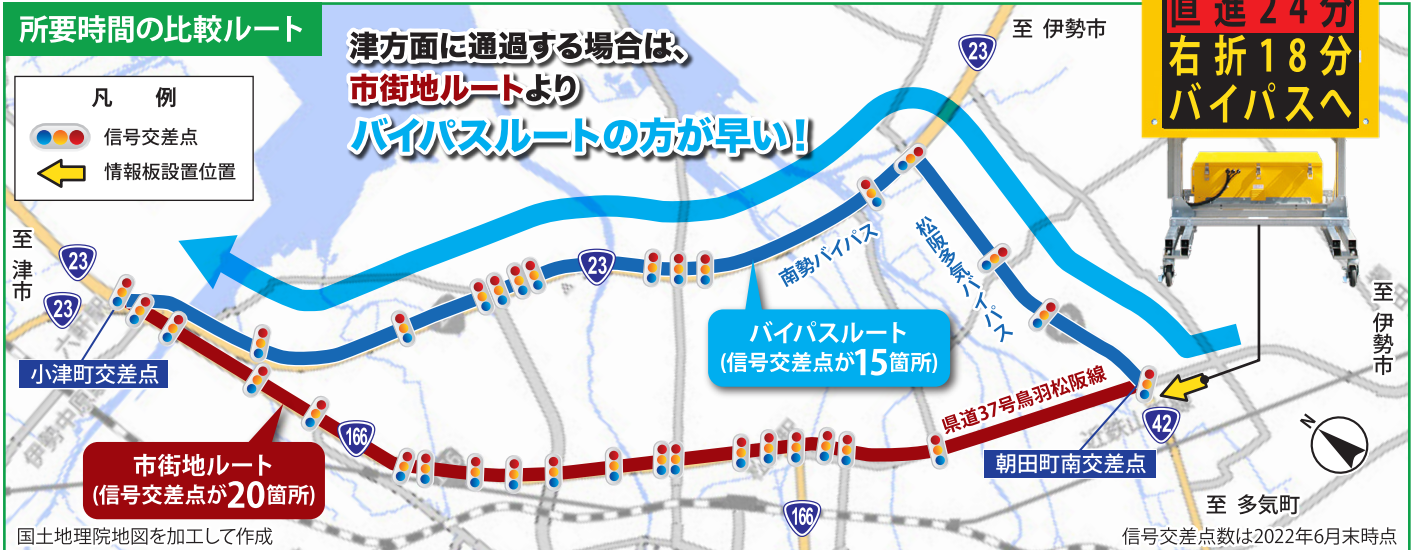 所要時間の比較ルート
津方面に通過する場合は、
市街地ルートより
バイパスルートの方が早い!
凡 例
信号交差点
情報板設置位置
至 伊勢市
23
直進24分
右折18分
バイパスへ
至 津市
23
23
23
南勢バイパス
松阪多気バイパス
バイパスルート
(信号交差点が15箇所)
至 伊勢市
小津町交差点
県道37号鳥羽松阪線
42
朝田町南交差点
N
166
市街地ルート
(信号交差点が20箇所)
166
至 多気町
国土地理院地図を加工して作成
信号交差点数は2022年6月末時点